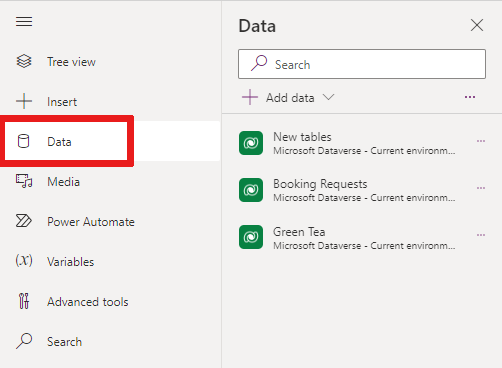 Tree view
Insert
Data
Media
Power Automate
(x) Variables
Advanced tools
Search
Data
Search
Add data
New tables
Microsoft Dataverse - Current environm...
Booking Requests
Microsoft Dataverse - Current environm...
Green Tea
Microsoft Dataverse - Current environm...